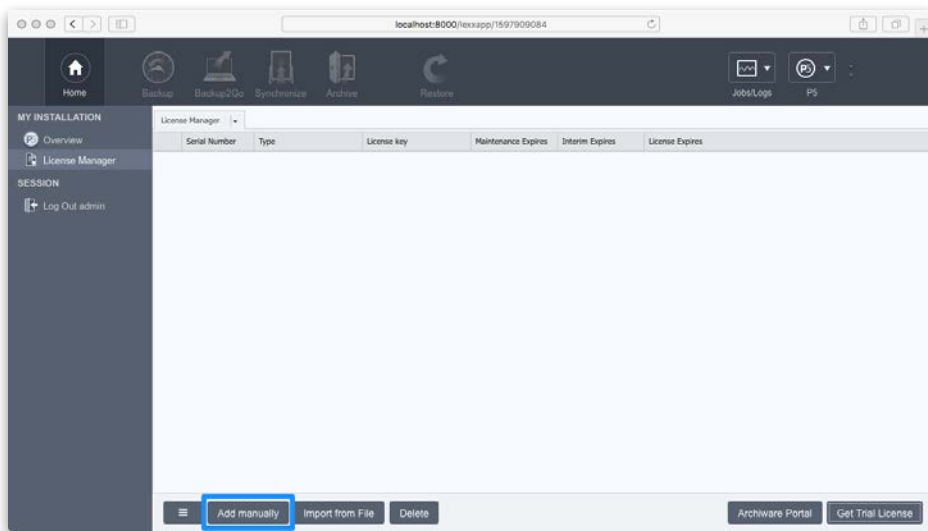 localhost:8000/lexxapp/1597909084
Home
Backup
Backup2Go
Synchronize
Archive
Restore
Jobs/Logs
P5
P5
MY INSTALLATION
Overview
License Manager
SESSION
Log Out admin
License Manager
Serial Number Type License key Maintenance Expires Interim Expires License Expires
Add manually Import from File Delete Archiware Portal Get Trial License